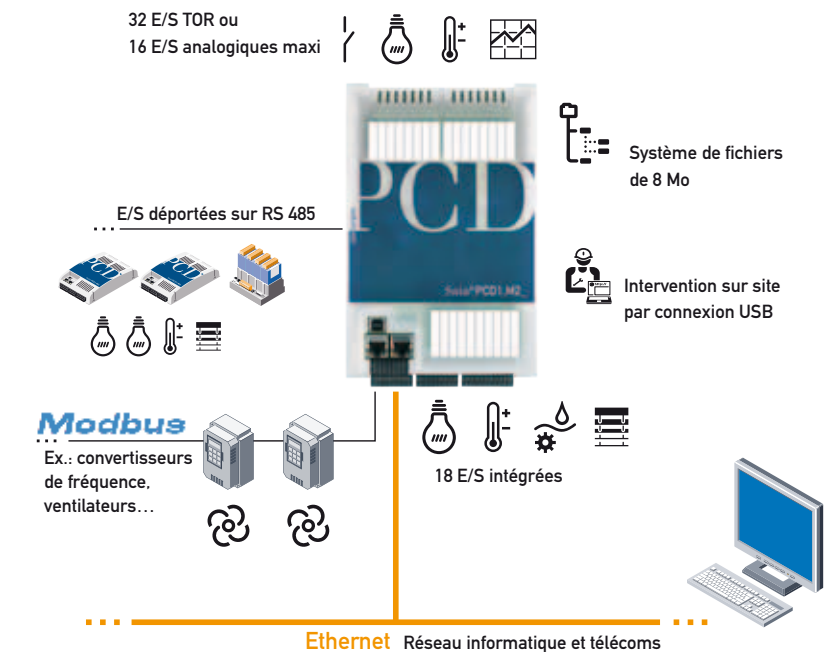 32 E/S TOR ou
16 E/S analogiques maxi
Système de fichiers
de 8 Mo
E/S déportées sur RS 485
PCD
PCD
PCD
Saia®PCD1.M2_
Intervention sur site
par connexion USB
Modbus
Ex.: convertisseurs
de fréquence,
ventilateurs...
18 E/S intégrées
Ethernet Réseau informatique et télécoms